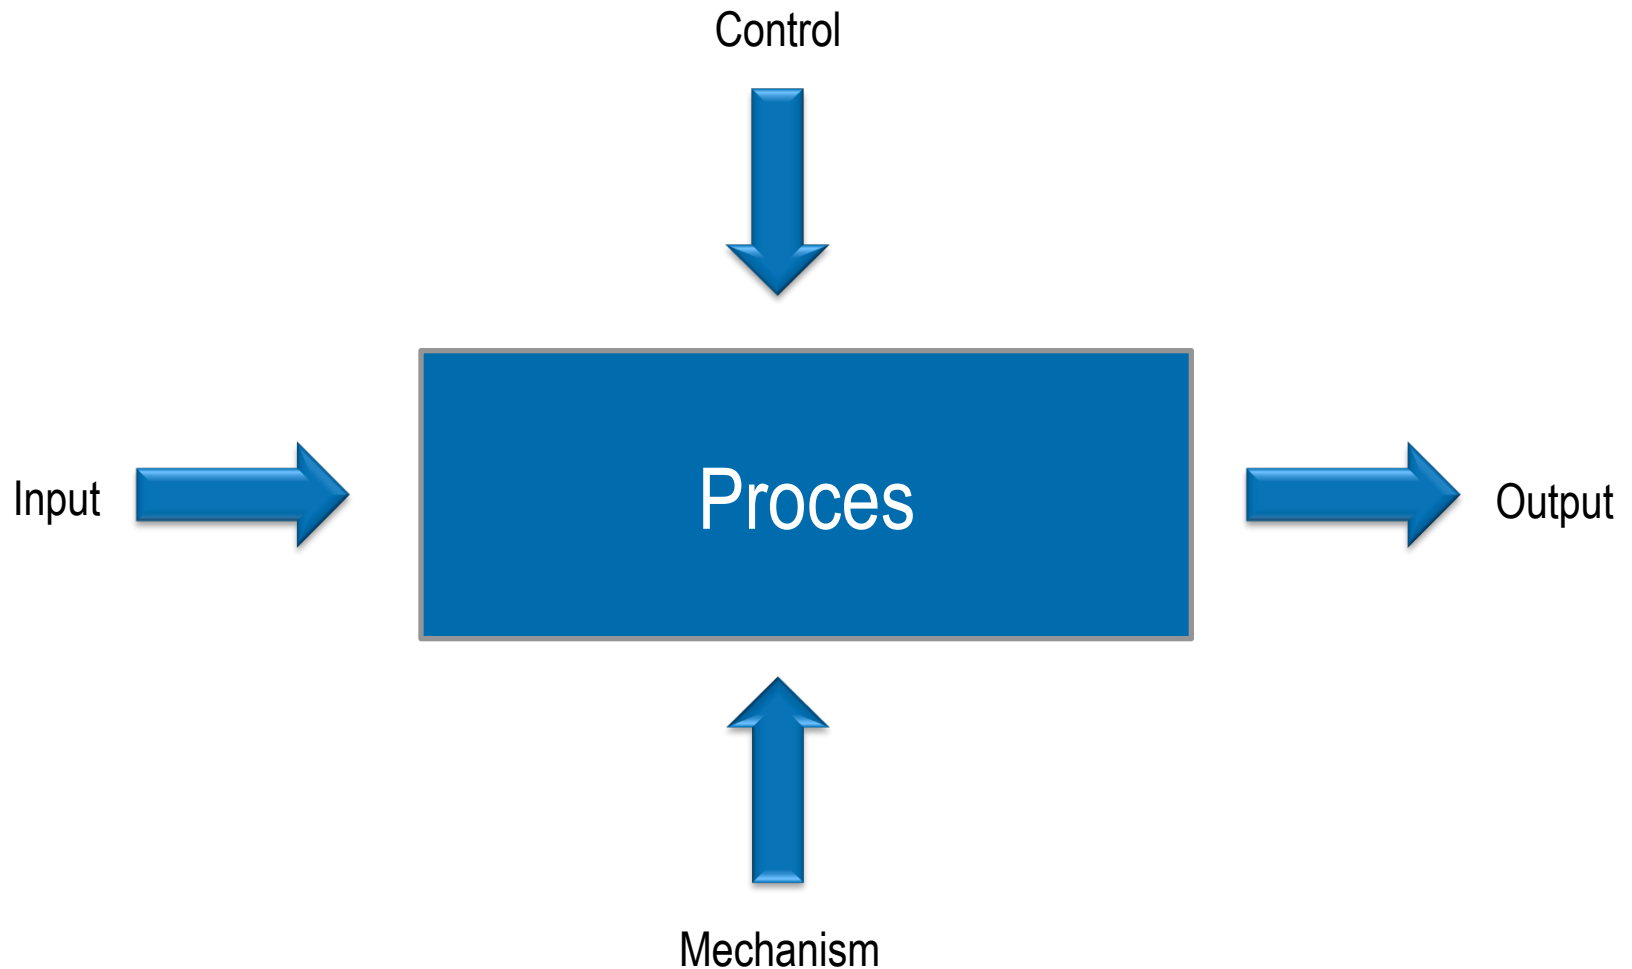 Control
Input
Proces
Output
Mechanism